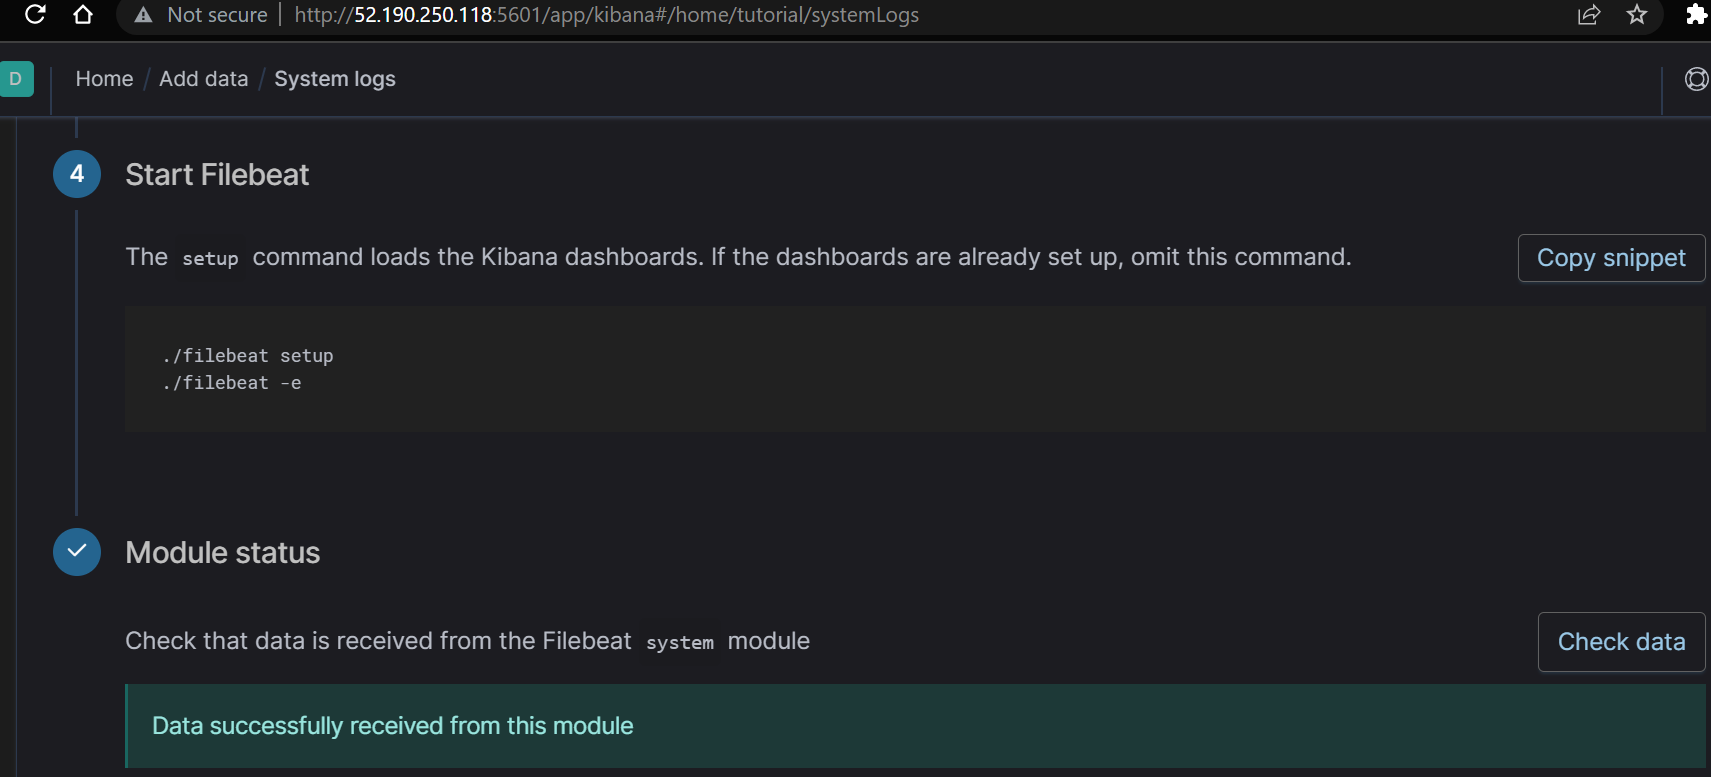 Not secure | http://52.190.250.118:5601/app/kibana#/home/tutorial/systemLogs
D Home / Add data / System logs
4 Start Filebeat
The setup command loads the Kibana dashboards. If the dashboards are already set up, omit this command.
Copy snippet
./filebeat setup
./filebeat -e
Module status
Check that data is received from the Filebeat system module
Check data
Data successfully received from this module